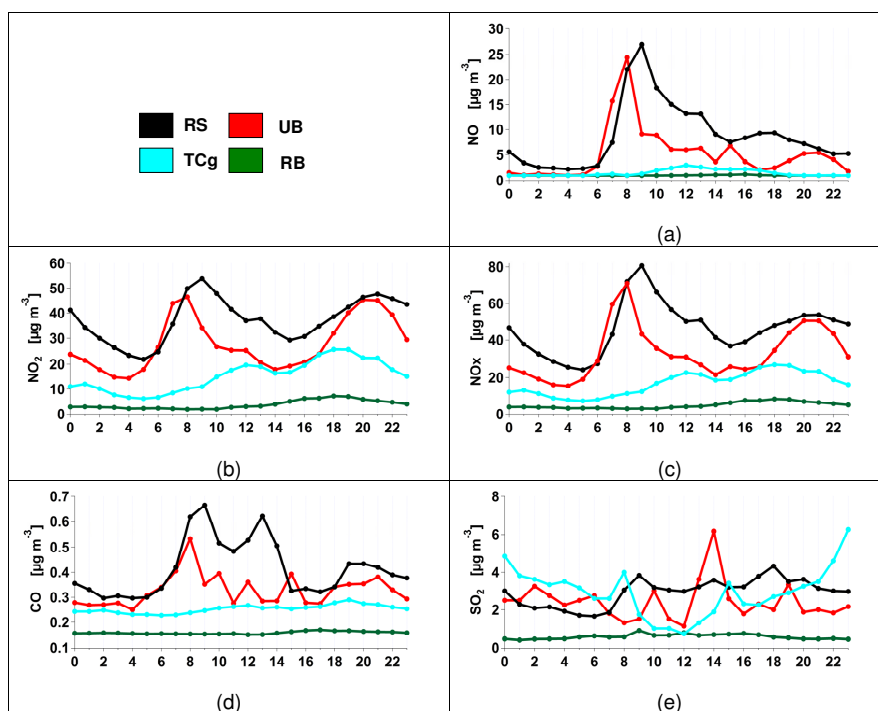 RS UB
TCg RB
NO [µg m⁻³]
30
25
20
15
10
5
0
0 2 4 6 8 10 12 14 16 18 20 22
(a)
NO₂ [µg m⁻³]
60
50
40
30
20
10
0
0 2 4 6 8 10 12 14 16 18 20 22
(b)
NOx [µg m⁻³]
80
60
40
20
0
0 2 4 6 8 10 12 14 16 18 20 22
(c)
CO [µg m⁻³]
0.7
0.6
0.5
0.4
0.3
0.2
0.1
0 2 4 6 8 10 12 14 16 18 20 22
(d)
SO₂ [µg m⁻³]
8
6
4
2
0
0 2 4 6 8 10 12 14 16 18 20 22
(e)